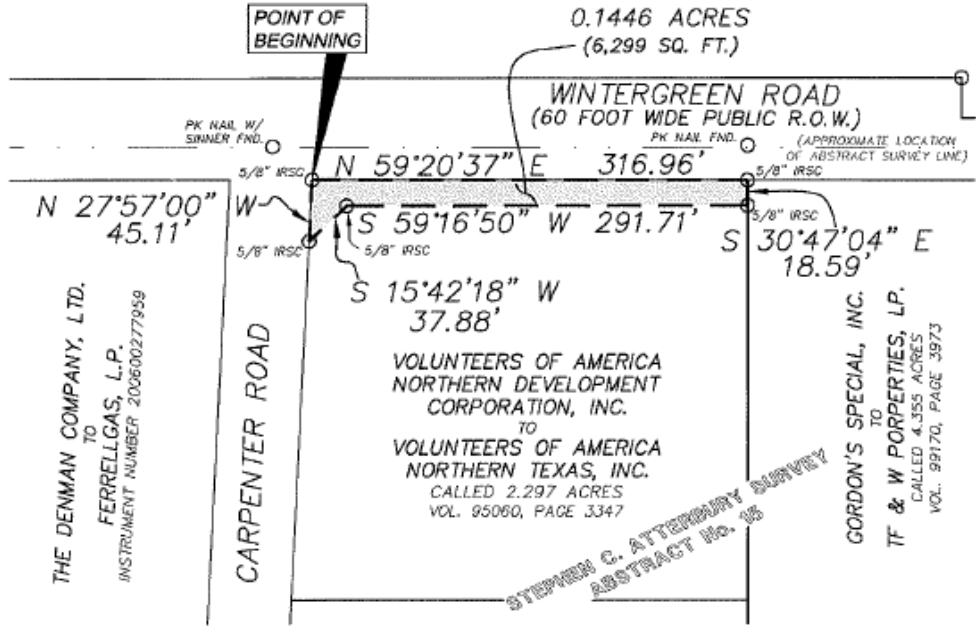 POINT OF
BEGINNING
0.1446 ACRES
(6,299 SQ. FT.)
WINTERGREEN ROAD
(60 FOOT WIDE PUBLIC R.O.W.)
PK NAIL W/
SINNER FND.
PK NAIL FND.
(APPROXIMATE LOCATION
OF ABSTRACT SURVEY LINE)
5/8" IRSC
N 59°20'37" E 316.96'
5/8" IRSC
N 27°57'00" W
45.11'
S 59°16'50" W 291.71'
5/8" IRSC
5/8" IRSC
5/8" IRSC
S 30°47'04" E
18.59'
S 15°42'18" W
37.88'
THE DENMAN COMPANY, LTD.
TO
FERRELLGAS, L.P.
INSTRUMENT NUMBER 200600277959
CARPENTER ROAD
VOLUNTEERS OF AMERICA
NORTHERN DEVELOPMENT
CORPORATION, INC.
TO
VOLUNTEERS OF AMERICA
NORTHERN TEXAS, INC.
CALLED 2.297 ACRES
VOL. 95060, PAGE 3347
STEPHEN C. ATTERBURY SURVEY
ABSTRACT No. 15
GORDON'S SPECIAL, INC.
TO
TF & W PORPERTIES, LP.
CALLED 4.355 ACRES
VOL. 99170, PAGE 3973